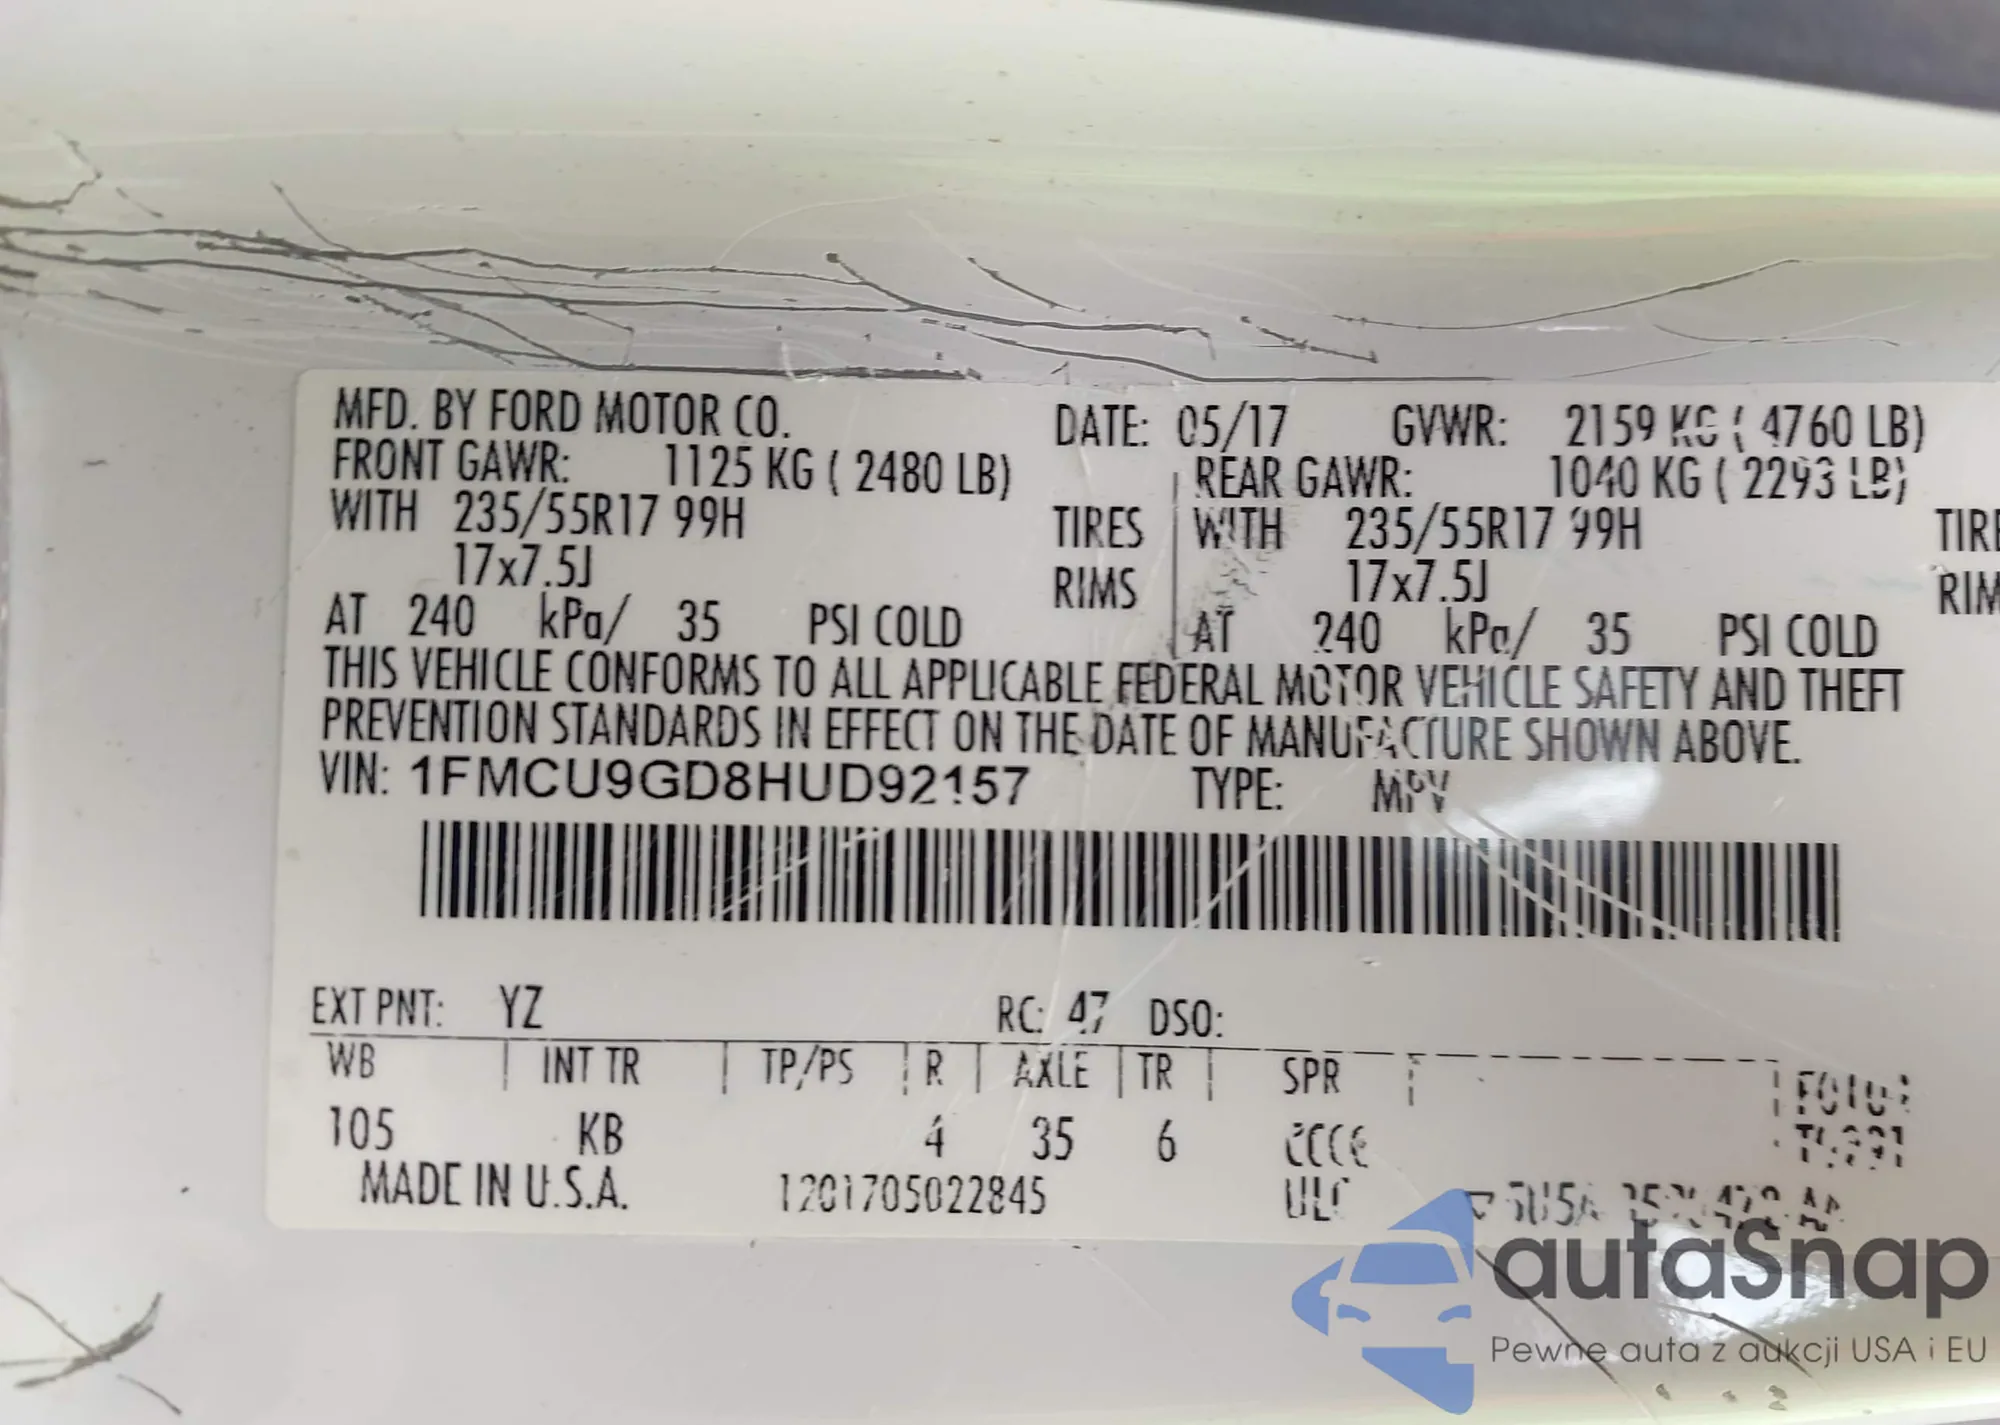 MFD. BY FORD MOTOR CO. DATE: 05/17 GVWR: 2159 KG ( 4760 LB)
FRONT GAWR: 1125 KG ( 2480 LB) REAR GAWR: 1040 KG ( 2293 LB)
WITH 235/55R17 99H TIRES WITH 235/55R17 99H TIRE
17x7.5J RIMS 17x7.5J RIM
AT 240 kPa/ 35 PSI COLD AT 240 kPa/ 35 PSI COLD
THIS VEHICLE CONFORMS TO ALL APPLICABLE FEDERAL MOTOR VEHICLE SAFETY AND THEFT
PREVENTION STANDARDS IN EFFECT ON THE DATE OF MANUFACTURE SHOWN ABOVE.
VIN: 1FMCU9GD8HUD92157 TYPE: MPV
EXT PNT: YZ RC: 47 DSO:
WB INT TR TP/PS R AXLE TR SPR
105 KB 4 35 6
MADE IN U.S.A. 1201705022845
autaSnap
Pewne auta z aukcji USA i EU